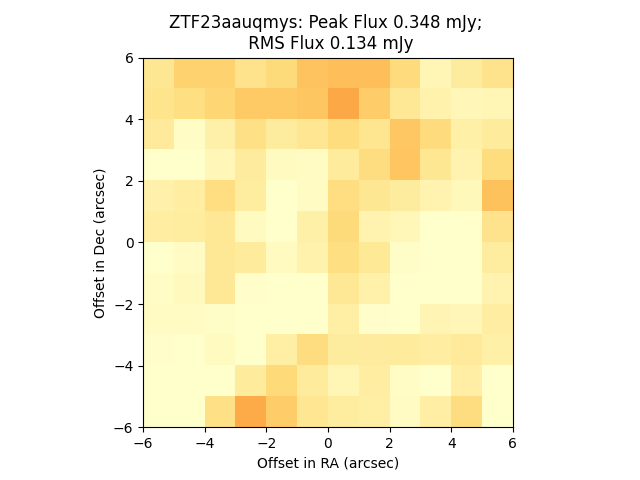 ZTF23aauqmys: Peak Flux 0.348 mJy;
RMS Flux 0.134 mJy
6
4
2
0
−2
−4
−6
Offset in Dec (arcsec)
−6 −4 −2 0 2 4 6
Offset in RA (arcsec)